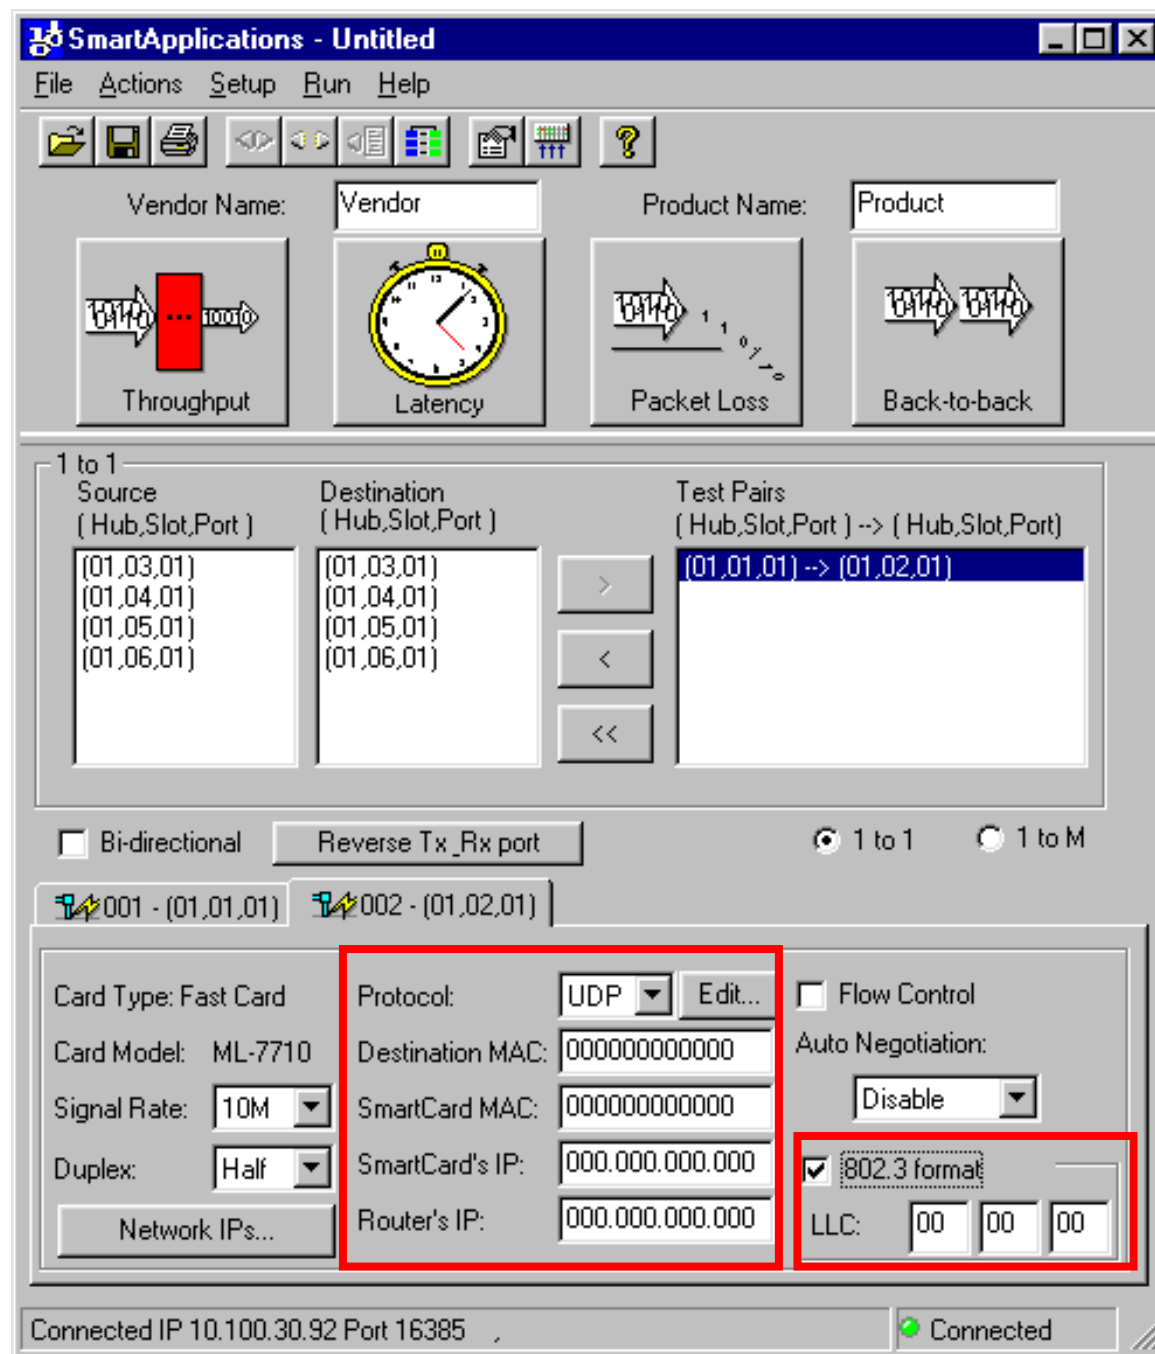 SmartApplications - Untitled
File Actions Setup Run Help
Vendor Name: Vendor Product Name: Product
Throughput Latency Packet Loss Back-to-back
1 to 1
Source Destination Test Pairs
( Hub,Slot,Port ) ( Hub,Slot,Port ) ( Hub,Slot,Port ) --> ( Hub,Slot,Port)
(01,03,01) (01,03,01) (01,01,01) --> (01,02,01)
(01,04,01) (01,04,01) >
(01,05,01) (01,05,01)
(01,06,01) (01,06,01) <
<<
Bi-directional Reverse Tx_Rx port 1 to 1 1 to M
001 - (01,01,01) 002 - (01,02,01)
Card Type: Fast Card Protocol: UDP Edit... Flow Control
Card Model: ML-7710 Destination MAC: 000000000000 Auto Negotiation:
Signal Rate: 10M SmartCard MAC: 000000000000 Disable
Duplex: Half SmartCard's IP: 000.000.000.000 802.3 format
Network IPs... Router's IP: 000.000.000.000 LLC: 00 00 00
Connected IP 10.100.30.92 Port 16385 , Connected